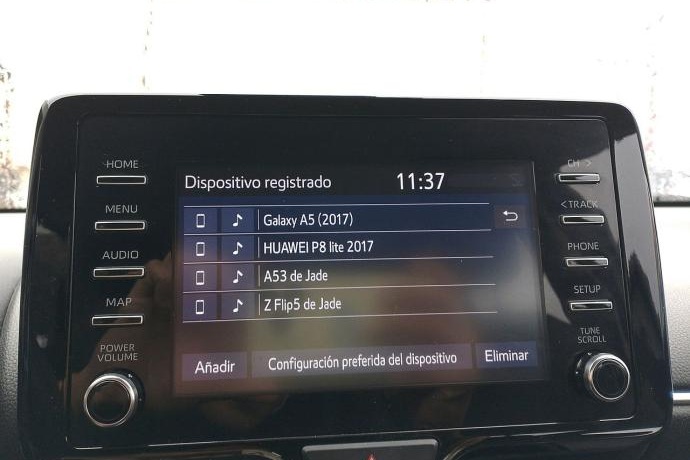 HOME
MENU
AUDIO
MAP
POWER
VOLUME
Dispositivo registrado 11:37
Galaxy A5 (2017)
HUAWEI P8 lite 2017
A53 de Jade
Z Flip5 de Jade
Añadir Configuración preferida del dispositivo Eliminar
CH >
< TRACK
PHONE
SETUP
TUNE
SCROLL